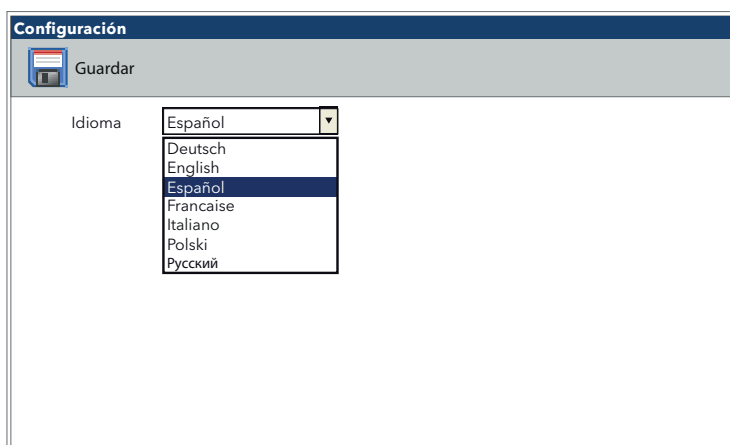 Configuración
Guardar
Idioma Español
Deutsch
English
Español
Francaise
Italiano
Polski
Русский